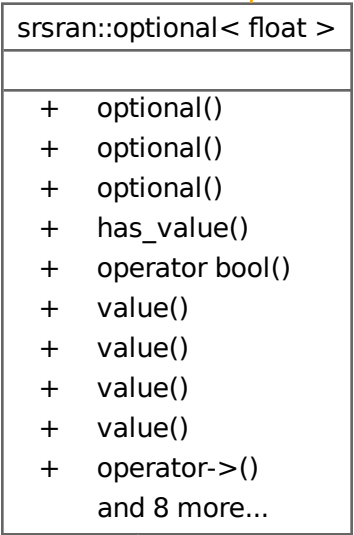 srsran::optional< float >
+ optional()
+ optional()
+ optional()
+ has_value()
+ operator bool()
+ value()
+ value()
+ value()
+ value()
+ operator->()
and 8 more...